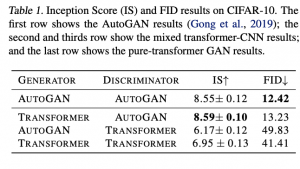 Table 1. Inception Score (IS) and FID results on CIFAR-10. The
first row shows the AutoGAN results (Gong et al., 2019); the
second and thirds row show the mixed transformer-CNN results;
and the last row shows the pure-transformer GAN results.
GENERATOR DISCRIMINATOR IS↑ FID↓
AUTOGAN AUTOGAN 8.55± 0.12 12.42
TRANSFORMER AUTOGAN 8.59± 0.10 13.23
AUTOGAN TRANSFORMER 6.17± 0.12 49.83
TRANSFORMER TRANSFORMER 6.95 ± 0.13 41.41